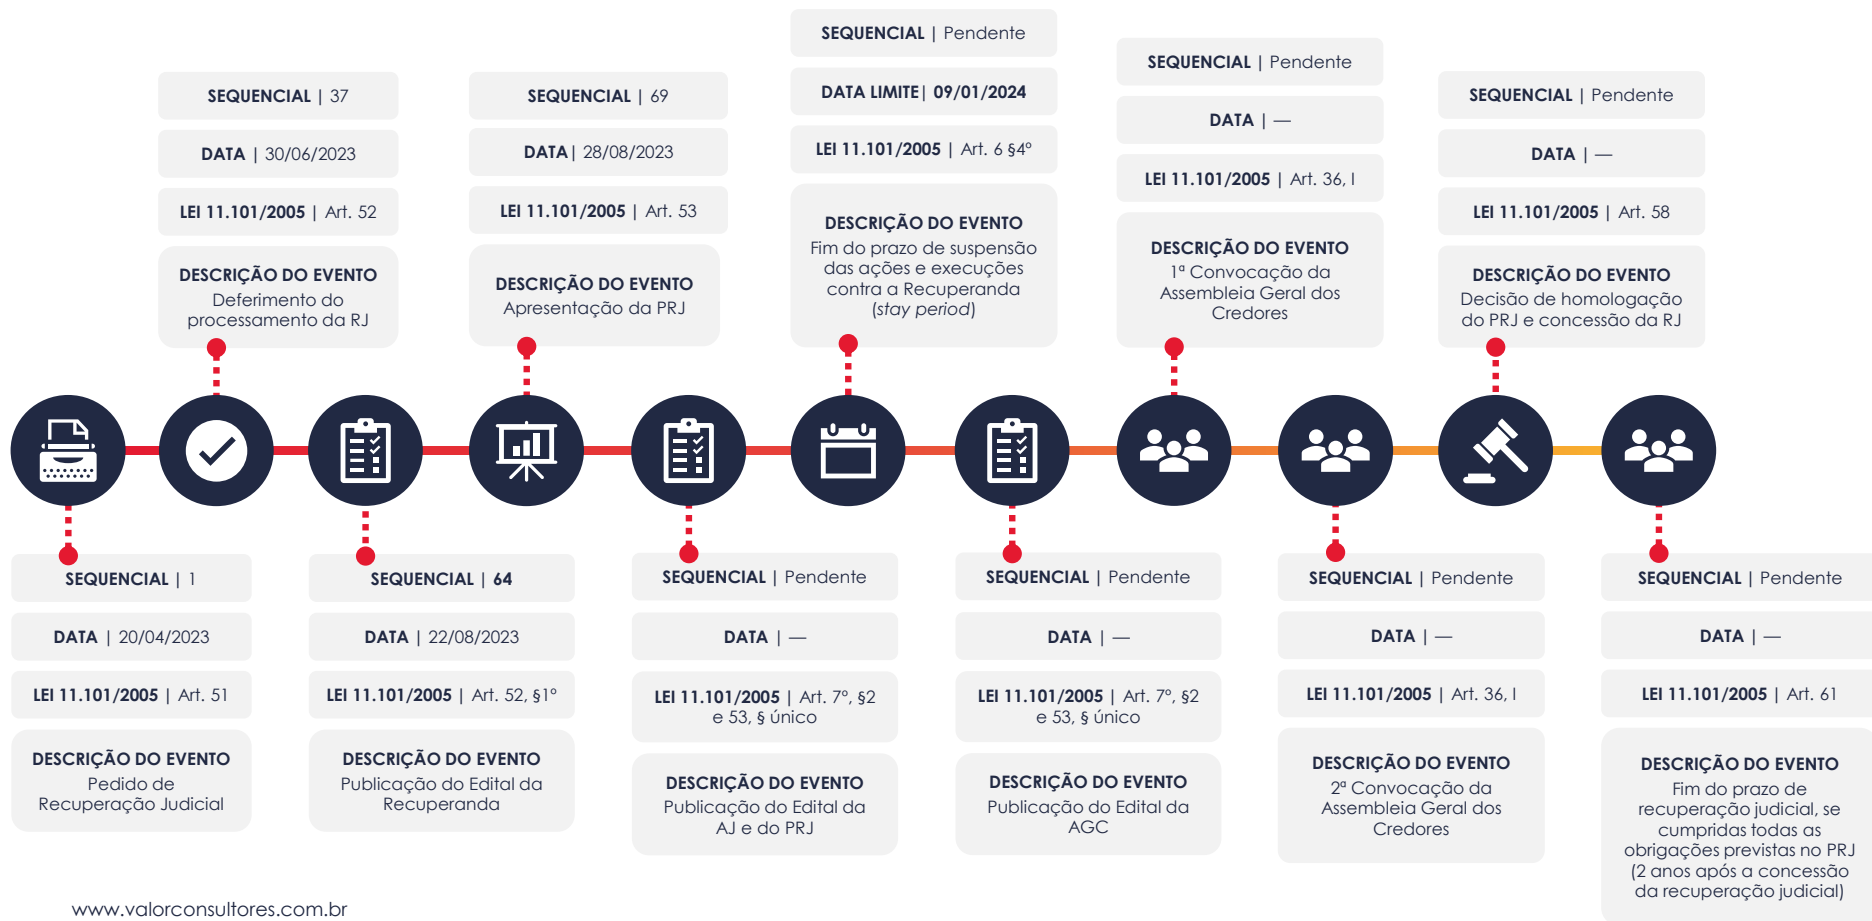 SEQUENCIAL | 37
DATA | 30/06/2023
LEI 11.101/2005 | Art. 52
DESCRIÇÃO DO EVENTO
Deferimento do
processamento da RJ
SEQUENCIAL | 69
DATA| 28/08/2023
LEI 11.101/2005 | Art. 53
DESCRIÇÃO DO EVENTO
Apresentação da PRJ
SEQUENCIAL | Pendente
DATA LIMITE| 09/01/2024
LEI 11.101/2005 | Art. 6 §4º
DESCRIÇÃO DO EVENTO
Fim do prazo de suspensão
das ações e execuções
contra a Recuperanda
(stay period)
SEQUENCIAL | Pendente
DATA | —
LEI 11.101/2005 | Art. 36, I
DESCRIÇÃO DO EVENTO
1ª Convocação da
Assembleia Geral dos
Credores
SEQUENCIAL | Pendente
DATA | —
LEI 11.101/2005 | Art. 58
DESCRIÇÃO DO EVENTO
Decisão de homologação
do PRJ e concessão da RJ
SEQUENCIAL | 1
DATA | 20/04/2023
LEI 11.101/2005 | Art. 51
DESCRIÇÃO DO EVENTO
Pedido de
Recuperação Judicial
SEQUENCIAL | 64
DATA | 22/08/2023
LEI 11.101/2005 | Art. 52, §1º
DESCRIÇÃO DO EVENTO
Publicação do Edital da
Recuperanda
SEQUENCIAL | Pendente
DATA | —
LEI 11.101/2005 | Art. 7º, §2
e 53, § único
DESCRIÇÃO DO EVENTO
Publicação do Edital da
AJ e do PRJ
SEQUENCIAL | Pendente
DATA | —
LEI 11.101/2005 | Art. 7º, §2
e 53, § único
DESCRIÇÃO DO EVENTO
Publicação do Edital da
AGC
SEQUENCIAL | Pendente
DATA | —
LEI 11.101/2005 | Art. 36, I
DESCRIÇÃO DO EVENTO
2ª Convocação da
Assembleia Geral dos
Credores
SEQUENCIAL | Pendente
DATA | —
LEI 11.101/2005 | Art. 61
DESCRIÇÃO DO EVENTO
Fim do prazo de
recuperação judicial, se
cumpridas todas as
obrigações previstas no PRJ
(2 anos após a concessão
da recuperação judicial)
www.valorconsultores.com.br